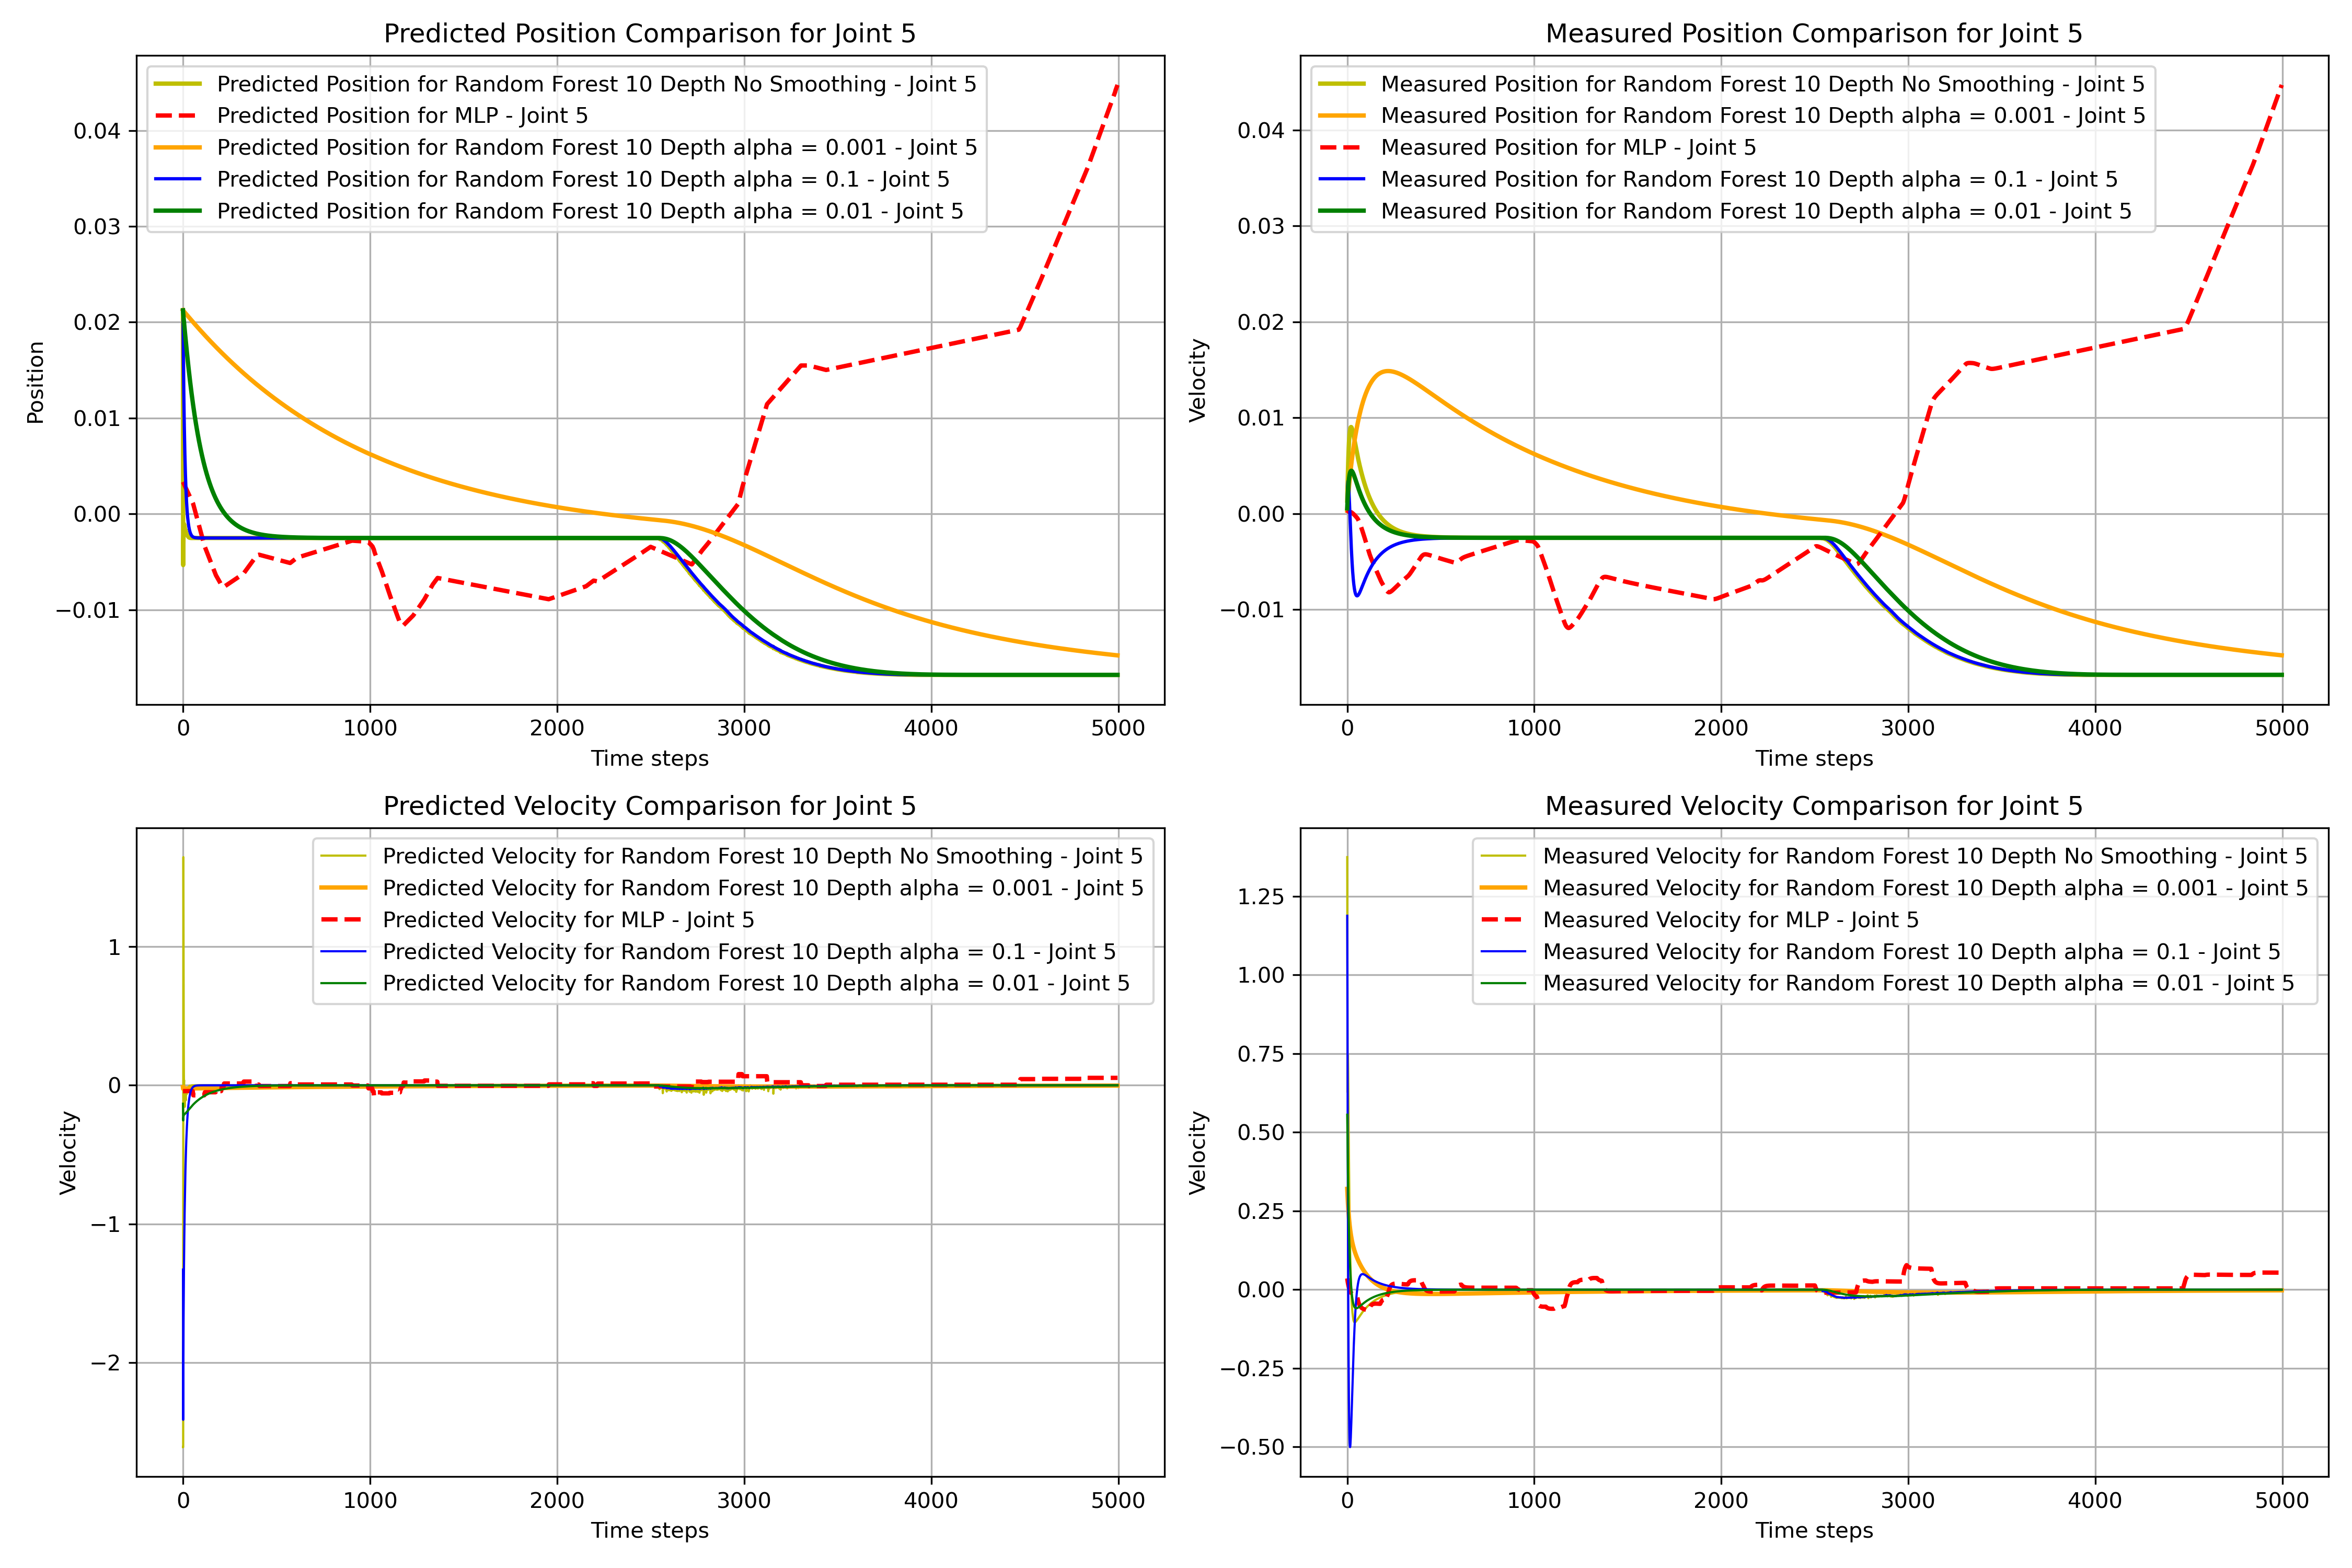 Predicted Position Comparison for Joint 5
Predicted Position for Random Forest 10 Depth No Smoothing - Joint 5
Predicted Position for MLP - Joint 5
Predicted Position for Random Forest 10 Depth alpha = 0.001 - Joint 5
Predicted Position for Random Forest 10 Depth alpha = 0.1 - Joint 5
Predicted Position for Random Forest 10 Depth alpha = 0.01 - Joint 5
Position
0.04
0.03
0.02
0.01
0.00
−0.01
0 1000 2000 3000 4000 5000
Time steps
Measured Position Comparison for Joint 5
Measured Position for Random Forest 10 Depth No Smoothing - Joint 5
Measured Position for Random Forest 10 Depth alpha = 0.001 - Joint 5
Measured Position for MLP - Joint 5
Measured Position for Random Forest 10 Depth alpha = 0.1 - Joint 5
Measured Position for Random Forest 10 Depth alpha = 0.01 - Joint 5
Velocity
0.04
0.03
0.02
0.01
0.00
−0.01
0 1000 2000 3000 4000 5000
Time steps
Predicted Velocity Comparison for Joint 5
Predicted Velocity for Random Forest 10 Depth No Smoothing - Joint 5
Predicted Velocity for Random Forest 10 Depth alpha = 0.001 - Joint 5
Predicted Velocity for MLP - Joint 5
Predicted Velocity for Random Forest 10 Depth alpha = 0.1 - Joint 5
Predicted Velocity for Random Forest 10 Depth alpha = 0.01 - Joint 5
Velocity
1
0
−1
−2
0 1000 2000 3000 4000 5000
Time steps
Measured Velocity Comparison for Joint 5
Measured Velocity for Random Forest 10 Depth No Smoothing - Joint 5
Measured Velocity for Random Forest 10 Depth alpha = 0.001 - Joint 5
Measured Velocity for MLP - Joint 5
Measured Velocity for Random Forest 10 Depth alpha = 0.1 - Joint 5
Measured Velocity for Random Forest 10 Depth alpha = 0.01 - Joint 5
Velocity
1.25
1.00
0.75
0.50
0.25
0.00
−0.25
−0.50
0 1000 2000 3000 4000 5000
Time steps